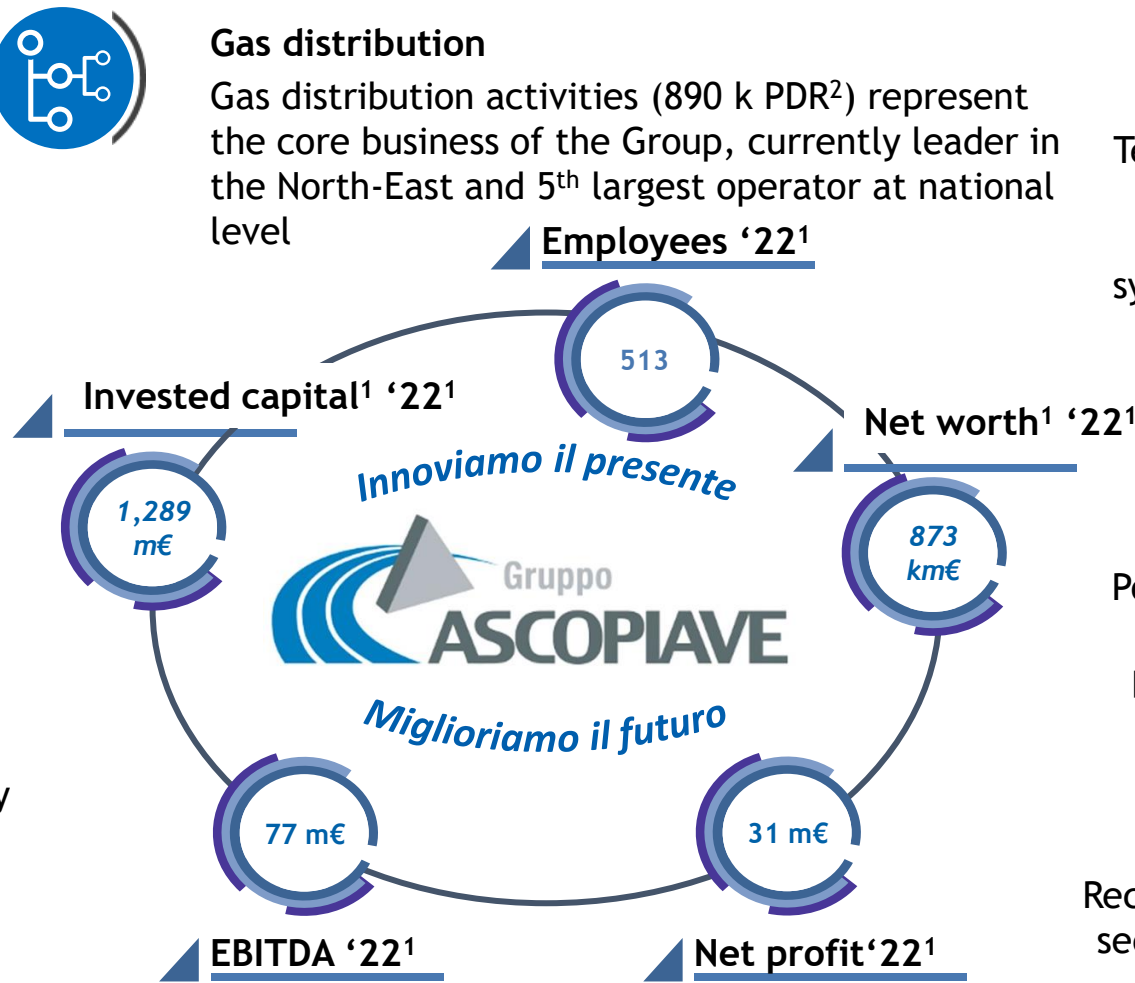 Gas distribution
Gas distribution activities (890 k PDR²) represent
the core business of the Group, currently leader in
the North-East and 5th largest operator at national
level
Employees ‘22¹
513
Invested capital¹ ‘22¹
1,289
m€
Net worth¹ ‘22¹
873
km€
Innoviamo il presente
Gruppo
ASCOPIAVE
Miglioriamo il futuro
77 m€
31 m€
EBITDA ‘22¹
Net profit‘22¹